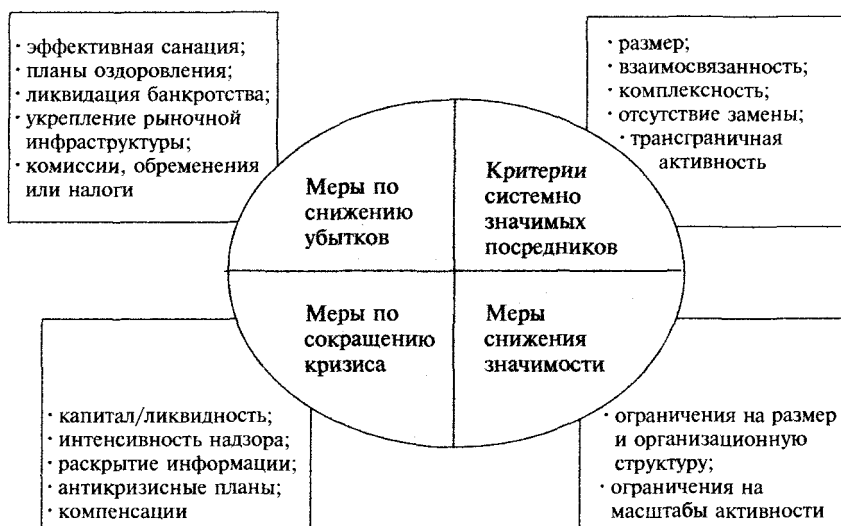 · эффективная санация;
· планы оздоровления;
· ликвидация банкротства;
· укрепление рыночной
инфраструктуры;
· комиссии, обременения
или налоги
· размер;
· взаимосвязанность;
· комплексность;
· отсутствие замены;
· трансграничная
активность
Меры по
снижению
убытков
Критерии
системно
значимых
посредников
Меры по
сокращению
кризиса
Меры
снижения
значимости
· капитал/ликвидность;
· интенсивность надзора;
· раскрытие информации;
· антикризисные планы;
· компенсации
· ограничения на размер
и организационную
структуру;
· ограничения на
масштабы активности